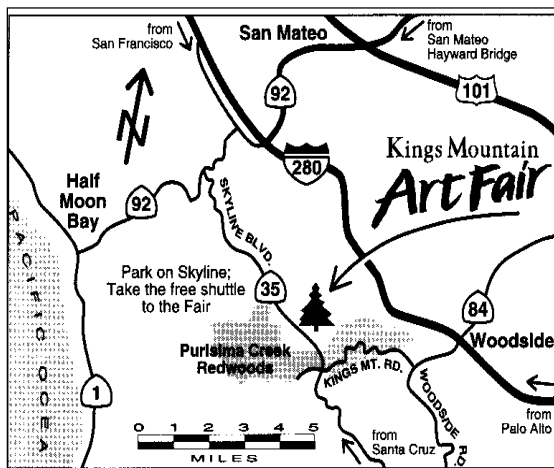 from
San Francisco
San Mateo
from
San Mateo
Hayward Bridge
92
101
N
280
Kings Mountain
Art Fair
Half
Moon
Bay
92
SKYLINE BLVD.
PACIFIC OCEA
Park on Skyline;
Take the free shuttle
to the Fair
35
84
Woodside
Purisima Creek
Redwoods
KINGS MT. RD.
WOODSIDE RD.
1
0 1 2 3 4 5
MILES
from
Santa Cruz
from
Palo Alto